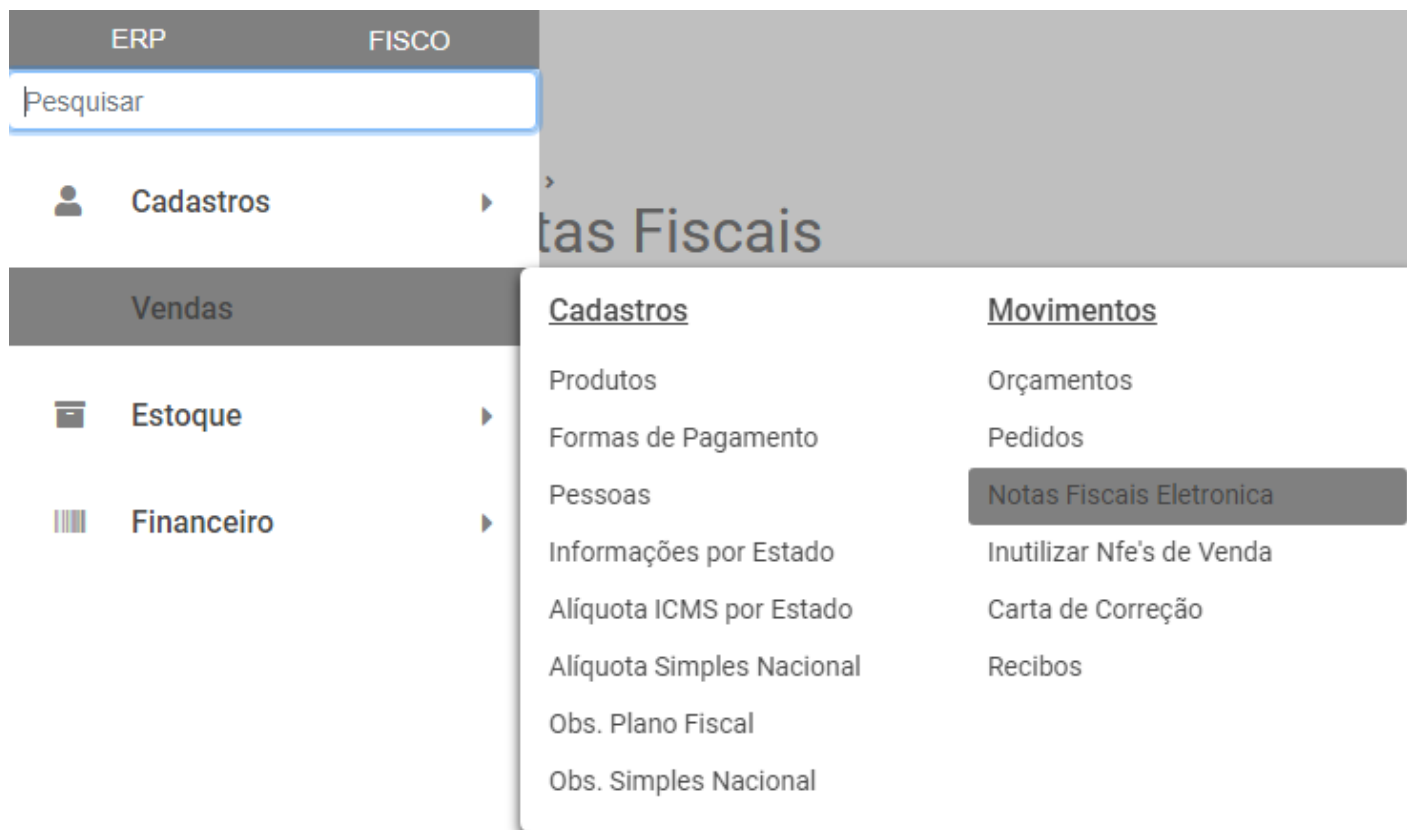 ERP FISCO
Pesquisar
Cadastros
tas Fiscais
Vendas
Estoque
Financeiro
Cadastros
Produtos
Formas de Pagamento
Pessoas
Informações por Estado
Alíquota ICMS por Estado
Alíquota Simples Nacional
Obs. Plano Fiscal
Obs. Simples Nacional
Movimentos
Orçamentos
Pedidos
Notas Fiscais Eletronica
Inutilizar Nfe's de Venda
Carta de Correção
Recibos